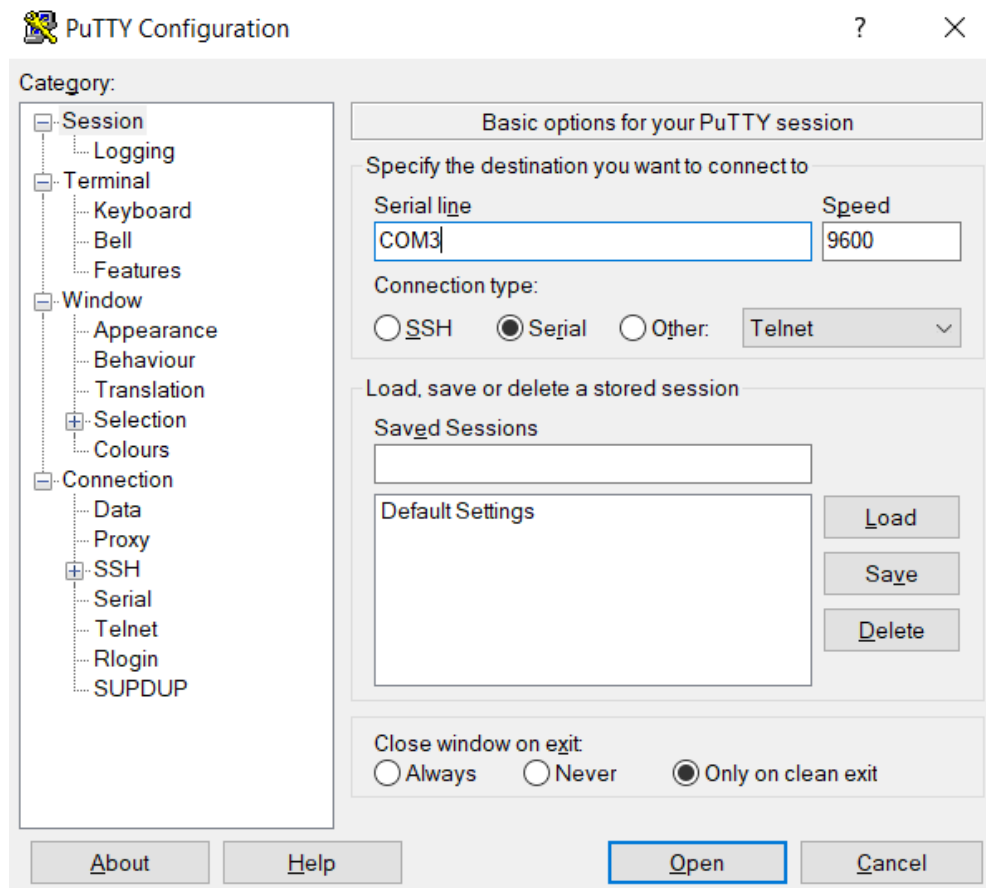 PuTTY Configuration
?
Category:
Session
Logging
Terminal
Keyboard
Bell
Features
Window
Appearance
Behaviour
Translation
Selection
Colours
Connection
Data
Proxy
SSH
Serial
Telnet
Rlogin
SUPDUP
Basic options for your PuTTY session
Specify the destination you want to connect to
Serial line Speed
COM3 9600
Connection type:
SSH Serial Other: Telnet
Load, save or delete a stored session
Saved Sessions
Default Settings
Load
Save
Delete
Close window on exit:
Always Never Only on clean exit
About Help Open Cancel